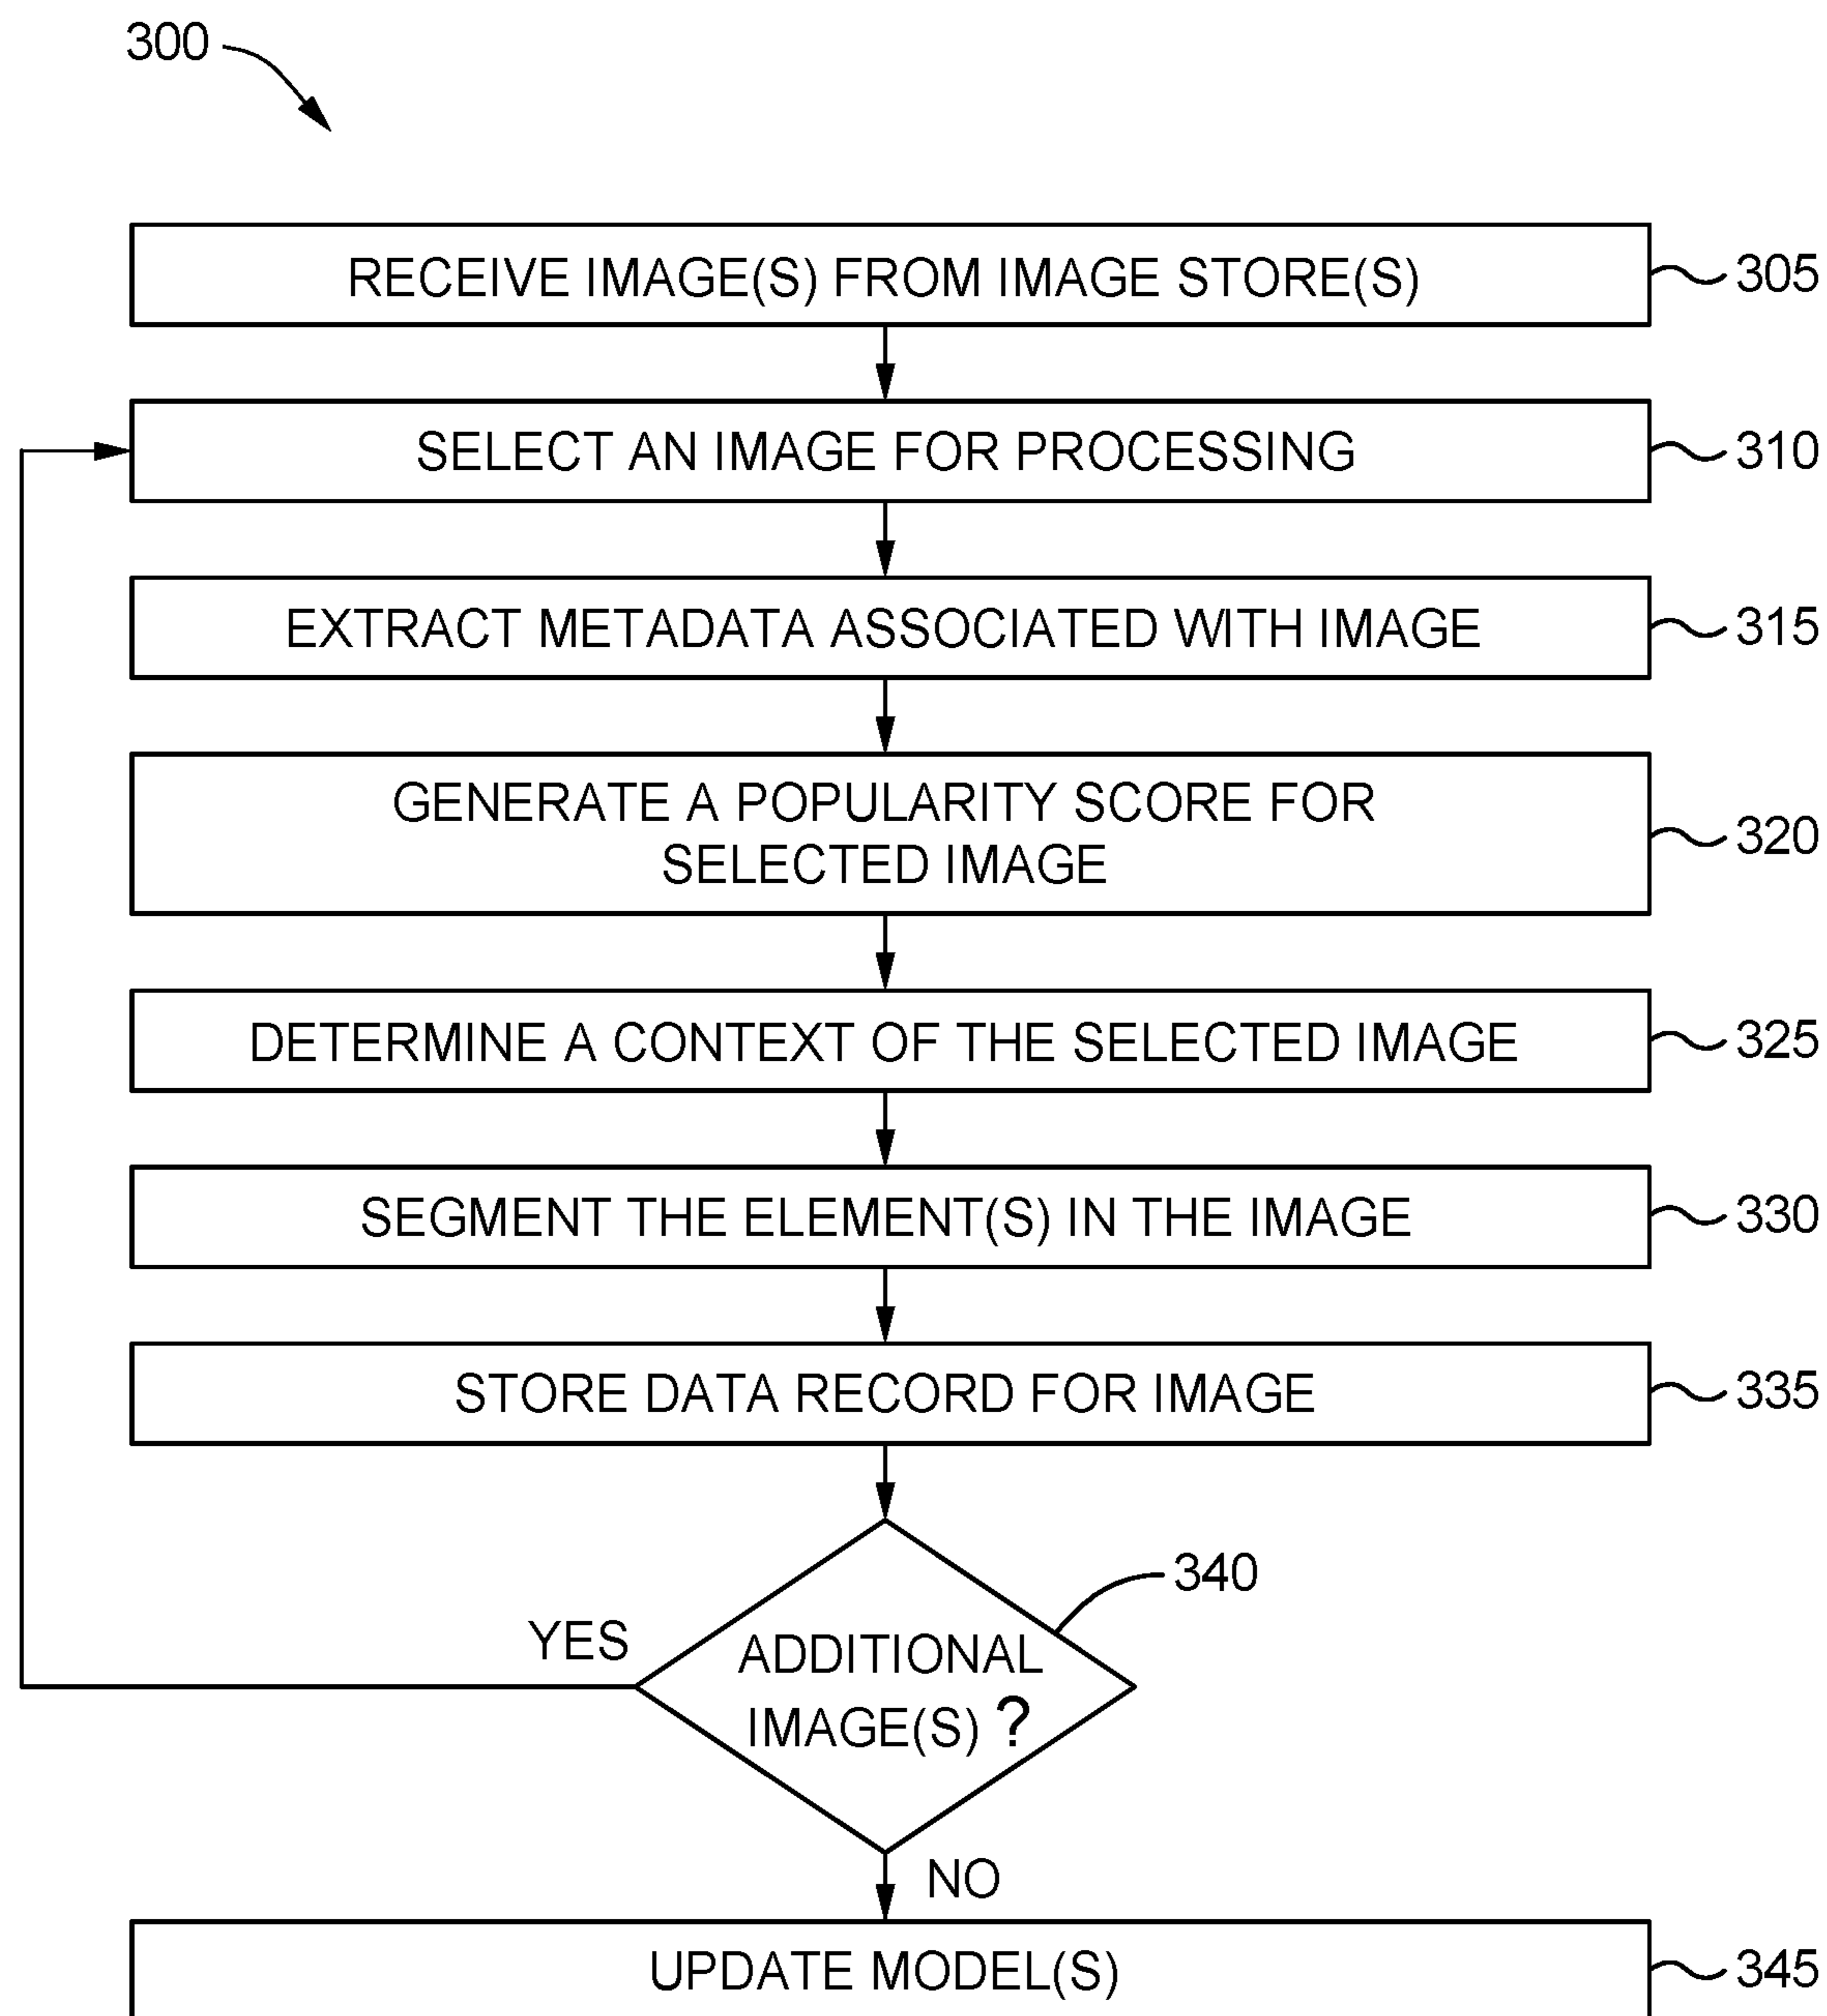 300
RECEIVE IMAGE(S) FROM IMAGE STORE(S)
305
SELECT AN IMAGE FOR PROCESSING
310
EXTRACT METADATA ASSOCIATED WITH IMAGE
315
GENERATE A POPULARITY SCORE FOR
SELECTED IMAGE
320
DETERMINE A CONTEXT OF THE SELECTED IMAGE
325
SEGMENT THE ELEMENT(S) IN THE IMAGE
330
STORE DATA RECORD FOR IMAGE
335
340
YES
ADDITIONAL
IMAGE(S) ?
NO
UPDATE MODEL(S)
345